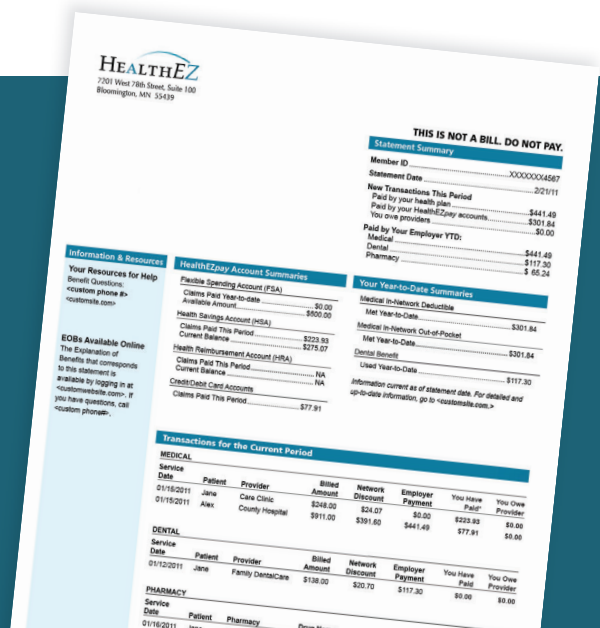 HEALTHEZ
7201 West 78th Street, Suite 100
Bloomington, MN 55439
THIS IS NOT A BILL. DO NOT PAY.
Statement Summary
Member ID XXXXXXX4567
Statement Date 2/21/11
New Transactions This Period
Paid by your health plan $441.49
Paid by your HealthEZpay accounts $301.84
You owe providers $0.00
Paid by Your Employer YTD:
Medical $441.49
Dental $117.30
Pharmacy $ 65.24
Information & Resources
Your Resources for Help
Benefit Questions:
<custom phone #>
<customsite.com>
EOBs Available Online
The Explanation of
Benefits that corresponds
to this statement is
available by logging in at
<customwebsite.com>. If
you have questions, call
<custom phone#>.
HealthEZpay Account Summaries
Flexible Spending Account (FSA)
Claims Paid Year-to-date $0.00
Available Amount $600.00
Health Savings Account (HSA)
Claims Paid This Period $223.93
Current Balance $275.07
Health Reimbursement Account (HRA)
Claims Paid This Period NA
Current Balance NA
Credit/Debit Card Accounts
Claims Paid This Period $77.91
Your Year-to-Date Summaries
Medical In-Network Deductible
Met Year-to-Date $301.84
Medical In-Network Out-of-Pocket
Met Year-to-Date $301.84
Dental Benefit
Used Year-to-Date $117.30
Information current as of statement date. For detailed and
up-to-date information, go to <customsite.com.>
Transactions for the Current Period
MEDICAL
Service Date Patient Provider Billed Amount Network Discount Employer Payment You Have Paid* You Owe Provider
01/16/2011 Jane Care Clinic $248.00 $24.07 $0.00 $223.93 $0.00
01/15/2011 Alex County Hospital $911.00 $391.60 $441.49 $77.91 $0.00
DENTAL
Service Date Patient Provider Billed Amount Network Discount Employer Payment You Have Paid You Owe Provider
01/12/2011 Jane Family DentalCare $138.00 $20.70 $117.30 $0.00 $0.00
PHARMACY
Service Date Patient Pharmacy
01/16/2011